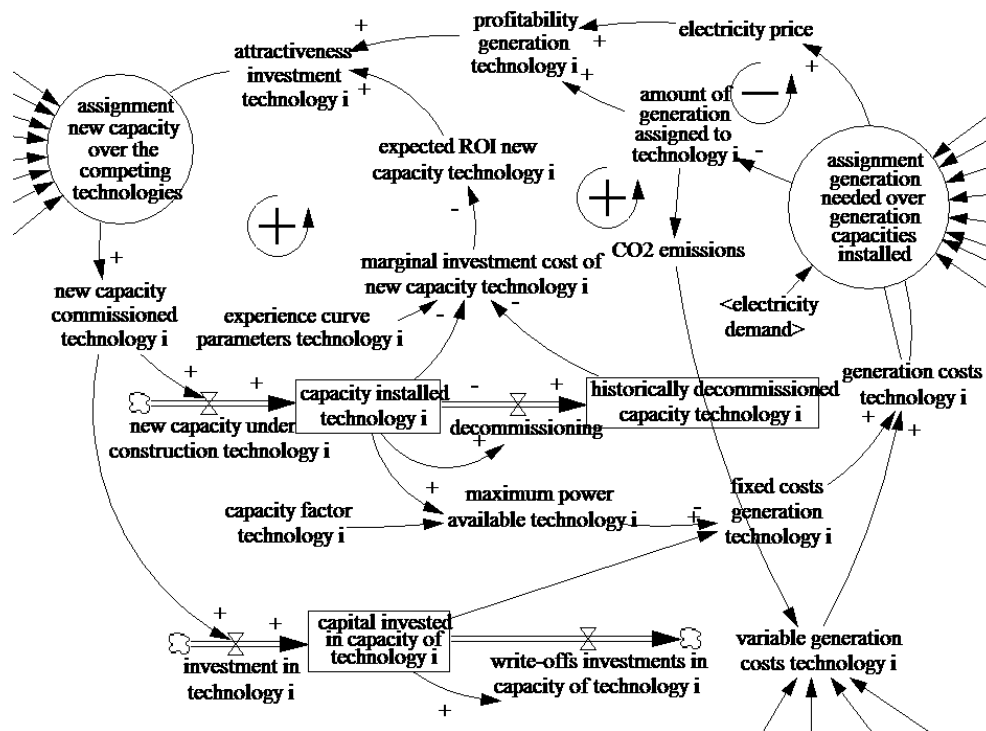 profitability
generation
technology i
electricity price
attractiveness
investment
technology i
assignment
new capacity
over the
competing
technologies
amount of
generation
assigned to
technology i
expected ROI new
capacity technology i
assignment
generation
needed over
generation
capacities
installed
CO2 emissions
marginal investment cost of
new capacity technology i
new capacity
commissioned
technology i
experience curve
parameters technology i
<electricity
demand>
capacity installed
technology i
historically decommissioned
capacity technology i
generation costs
technology i
new capacity under
construction technology i
decommissioning
capacity factor
technology i
maximum power
available technology i
fixed costs
generation
technology i
capital invested
in capacity of
technology i
investment in
technology i
write-offs investments in
capacity of technology i
variable generation
costs technology i